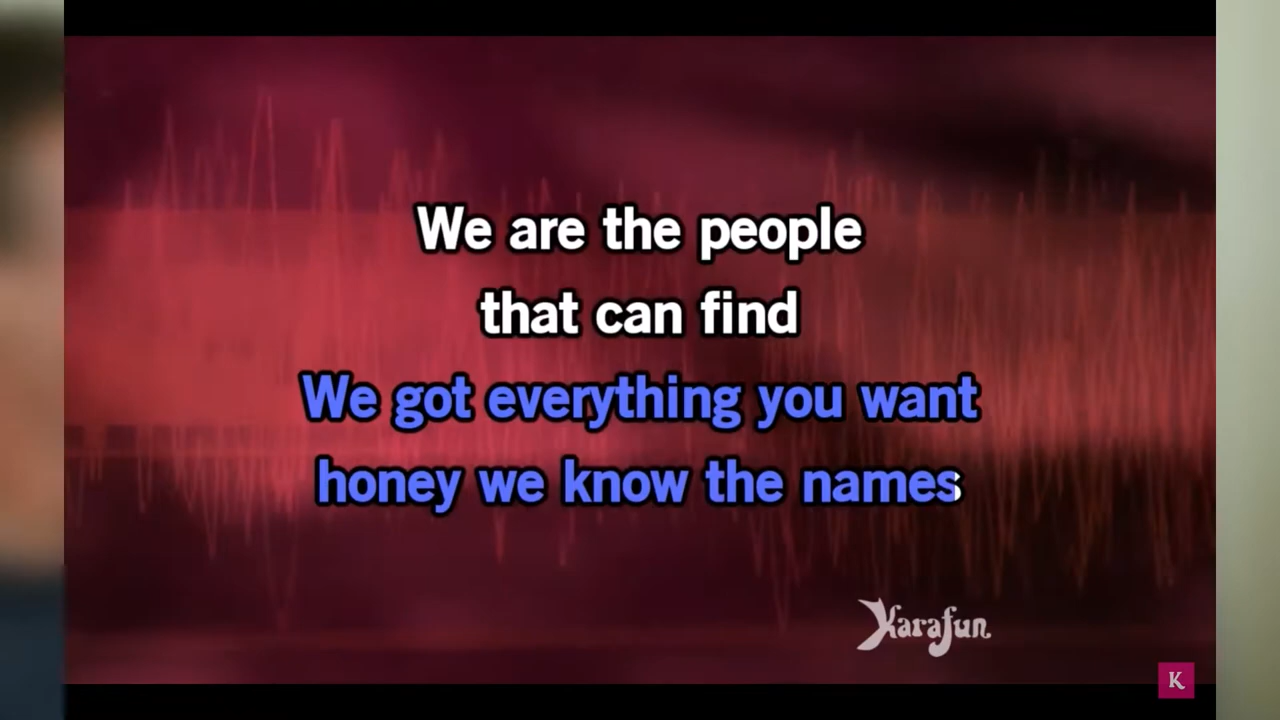 We are the people
that can find
We got everything you want
honey we know the names
Karafun
K